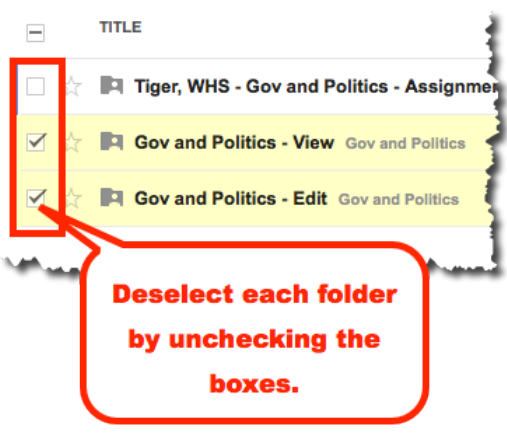 TITLE
Tiger, WHS - Gov and Politics - Assignmen
Gov and Politics - View Gov and Politics
Gov and Politics - Edit Gov and Politics
Deselect each folder
by unchecking the
boxes.